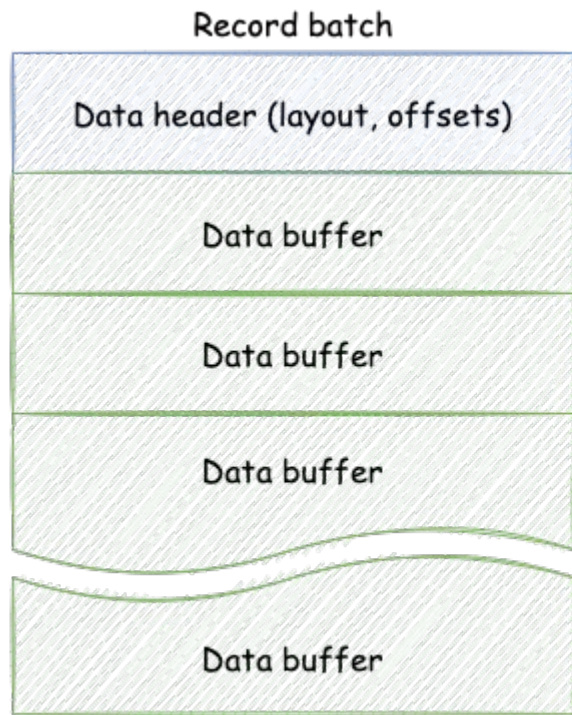 Record batch
Data header (layout, offsets)
Data buffer
Data buffer
Data buffer
Data buffer